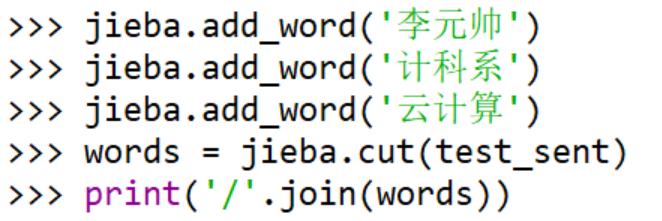 >>> jieba.add_word('李元帅')
>>> jieba.add_word('计科系')
>>> jieba.add_word('云计算')
>>> words = jieba.cut(test_sent)
>>> print('/'.join(words))